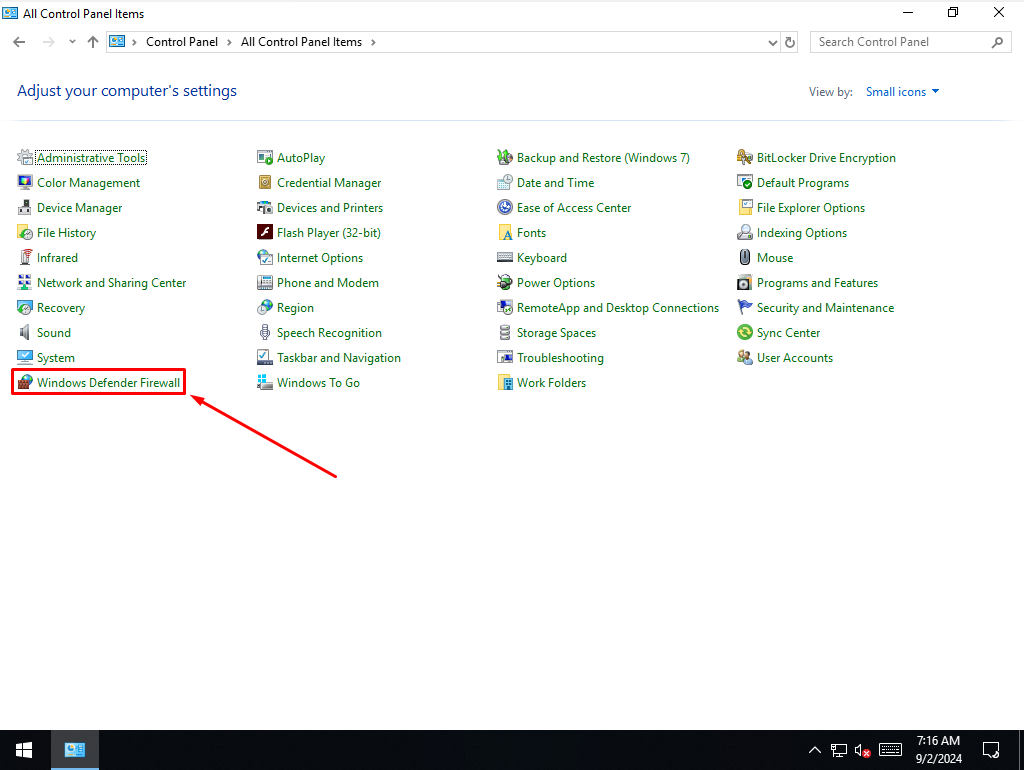 All Control Panel Items
Control Panel > All Control Panel Items >
Search Control Panel
Adjust your computer's settings
View by: Small icons
Administrative Tools
AutoPlay
Backup and Restore (Windows 7)
BitLocker Drive Encryption
Color Management
Credential Manager
Date and Time
Default Programs
Device Manager
Devices and Printers
Ease of Access Center
File Explorer Options
File History
Flash Player (32-bit)
Fonts
Indexing Options
Infrared
Internet Options
Keyboard
Mouse
Network and Sharing Center
Phone and Modem
Power Options
Programs and Features
Recovery
Region
RemoteApp and Desktop Connections
Security and Maintenance
Sound
Speech Recognition
Storage Spaces
Sync Center
System
Taskbar and Navigation
Troubleshooting
User Accounts
Windows Defender Firewall
Windows To Go
Work Folders
7:16 AM
9/2/2024